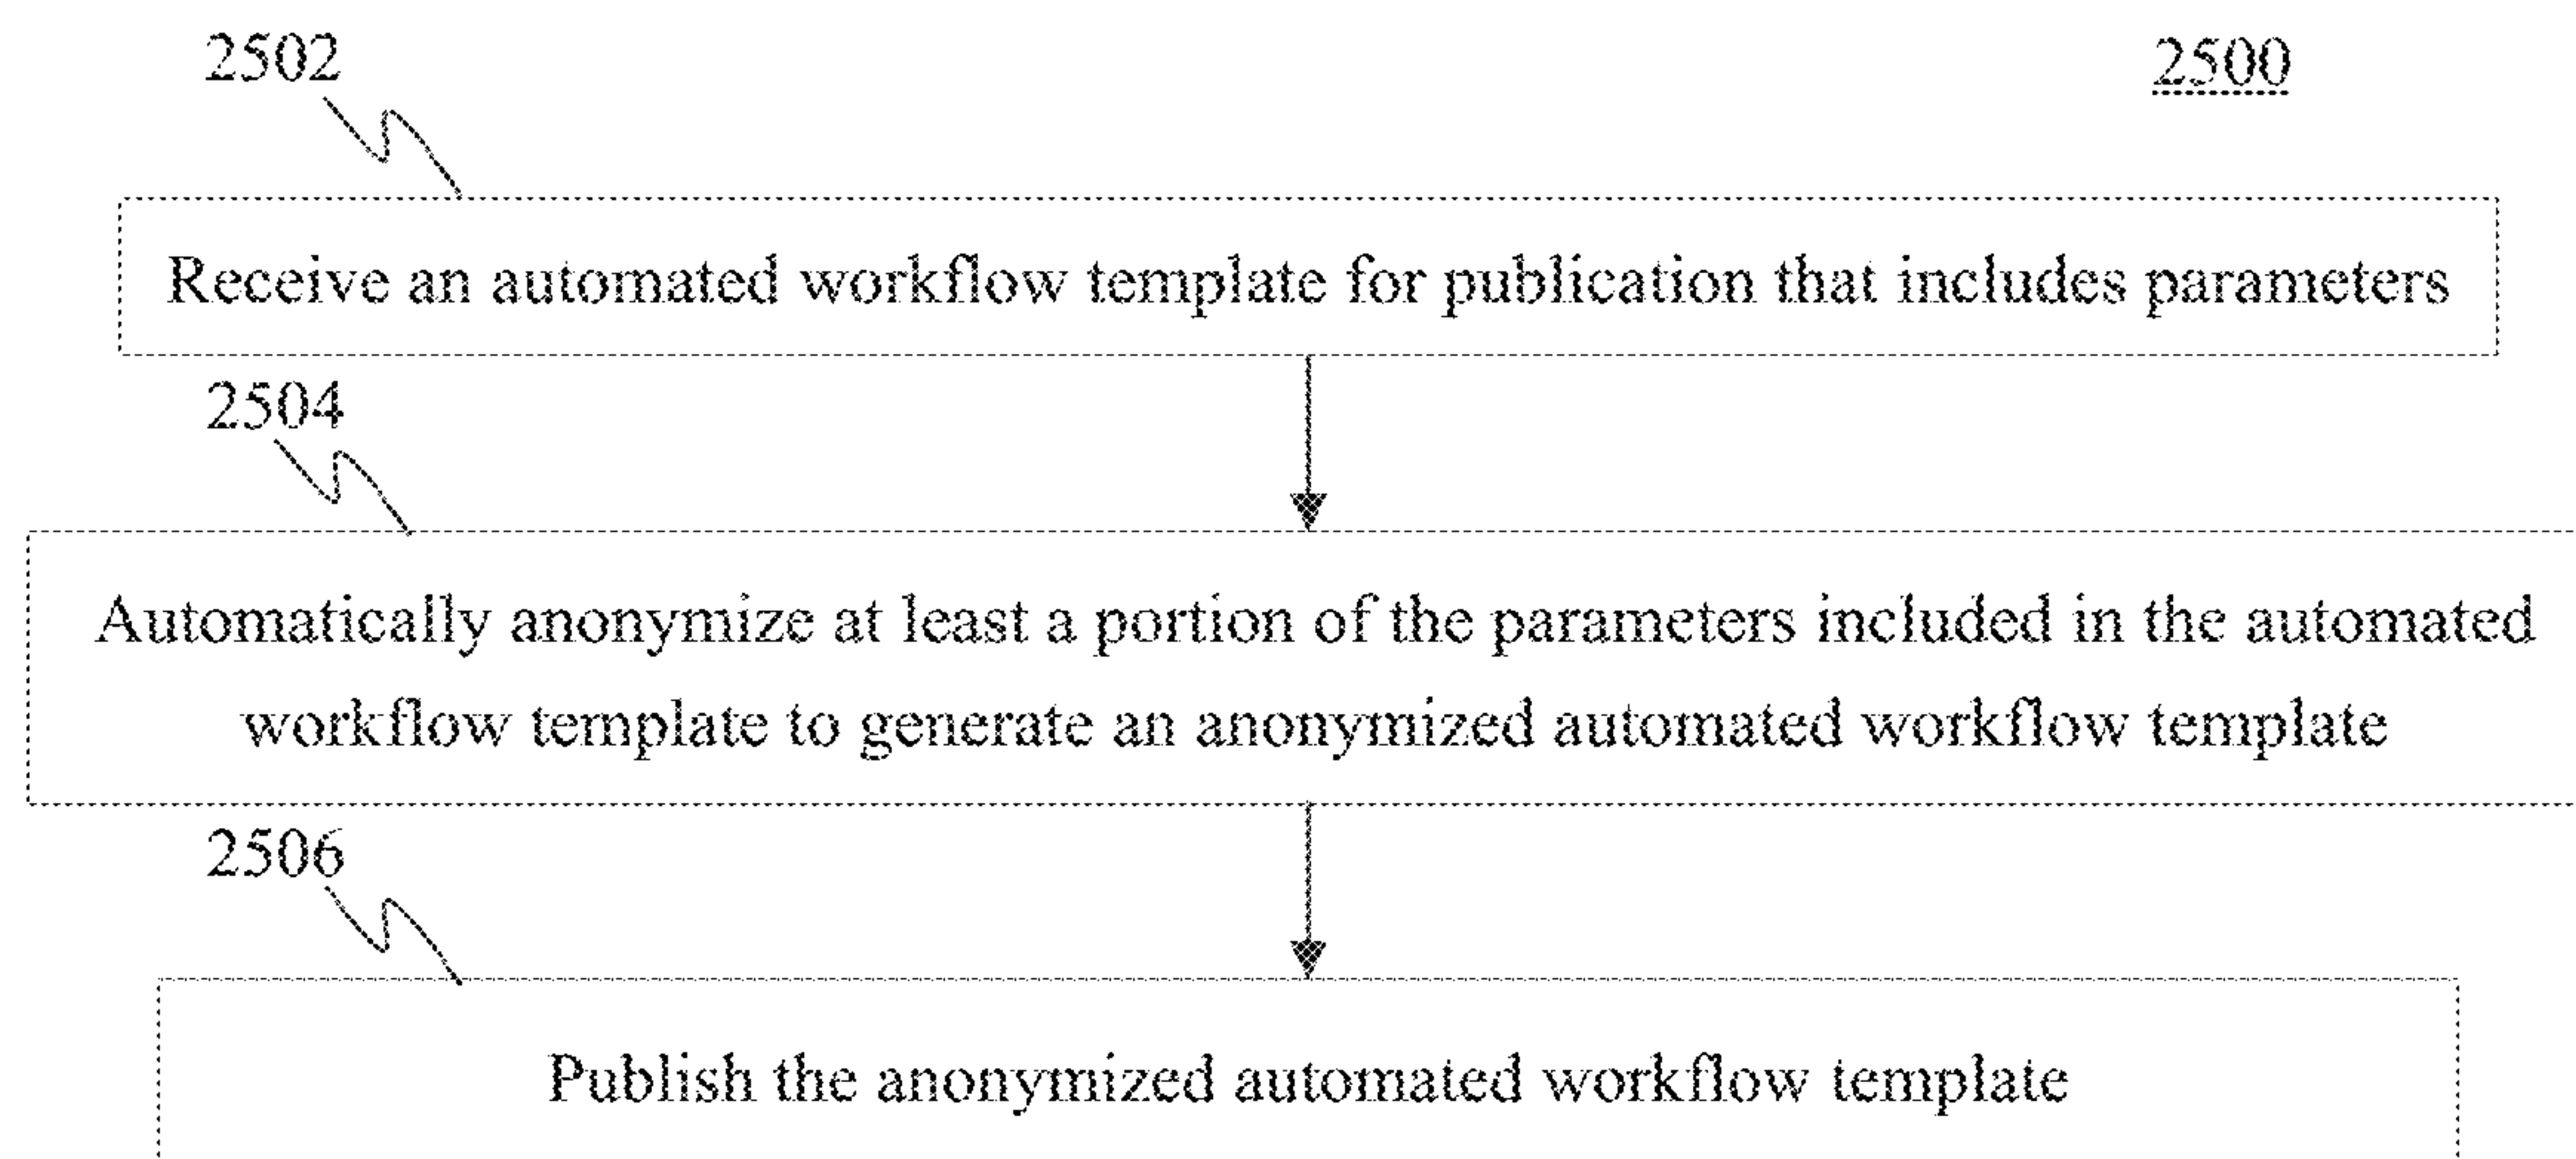 2502
2500
Receive an automated workflow template for publication that includes parameters
2504
Automatically anonymize at least a portion of the parameters included in the automated
workflow template to generate an anonymized automated workflow template
2506
Publish the anonymized automated workflow template